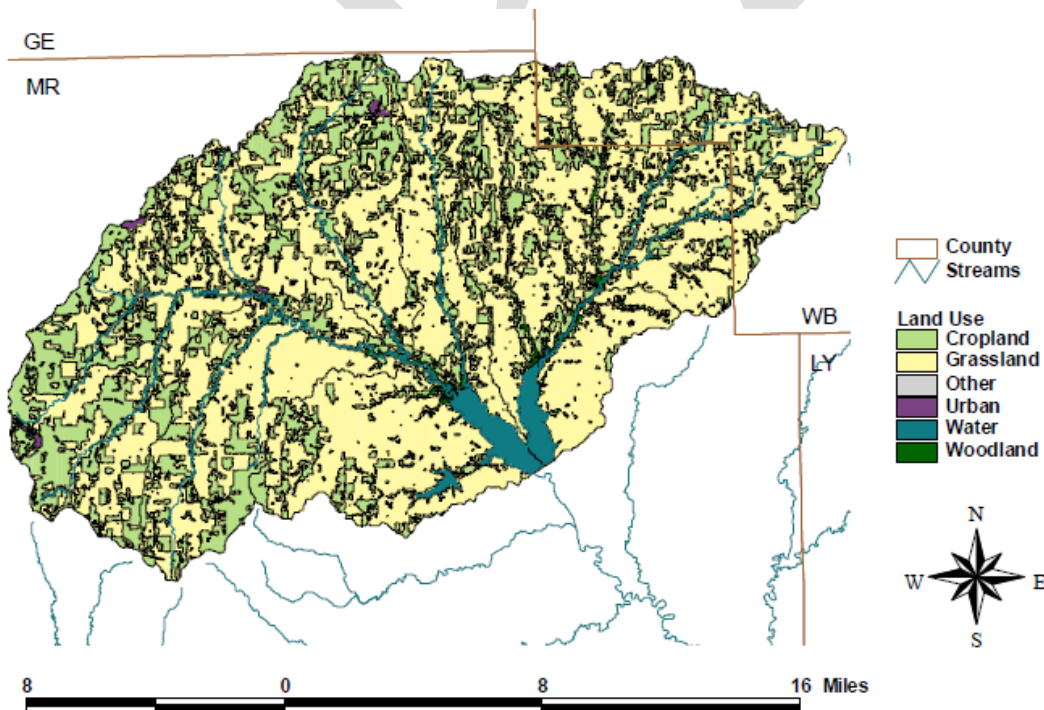 GE
MR
WB
LY
County
Streams
Land Use
Cropland
Grassland
Other
Urban
Water
Woodland
N
W E
S
8 0 8 16 Miles